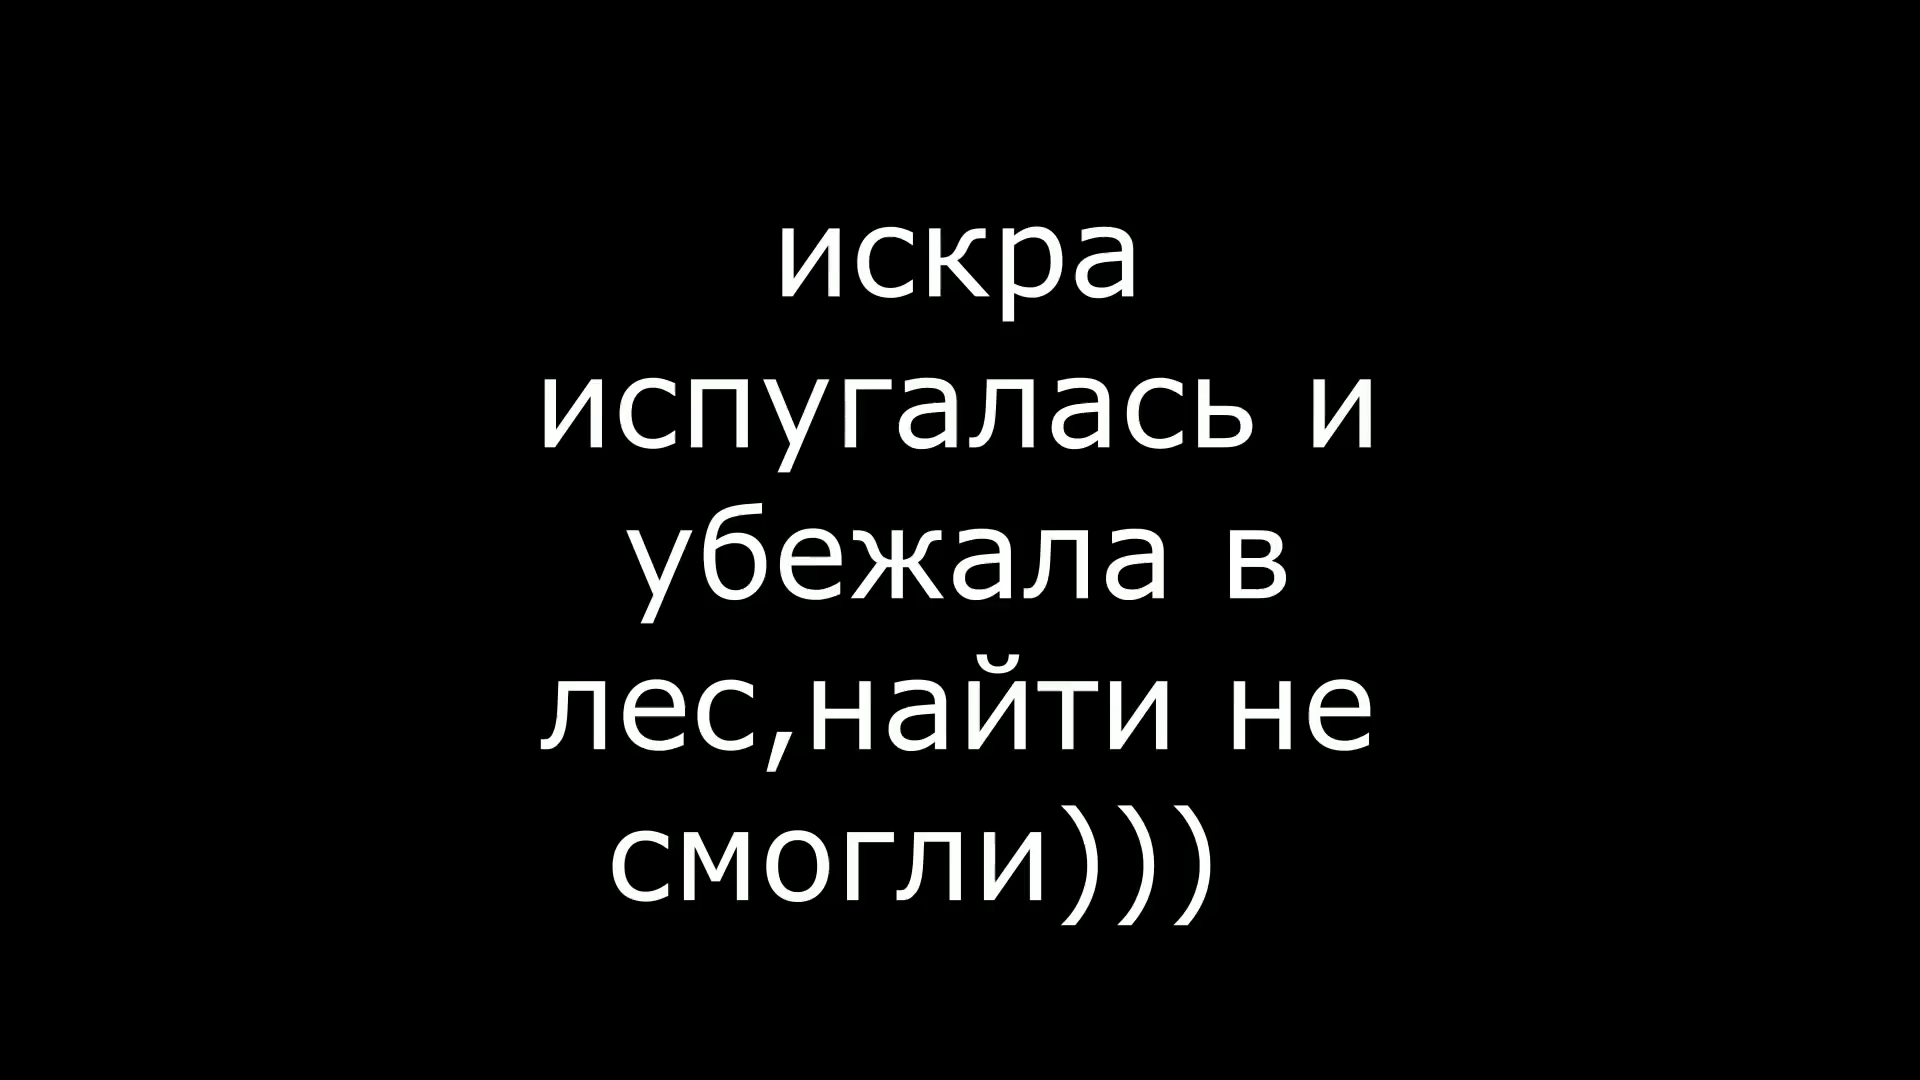 искра
испугалась и
убежала в
лес,найти не
смогли)))